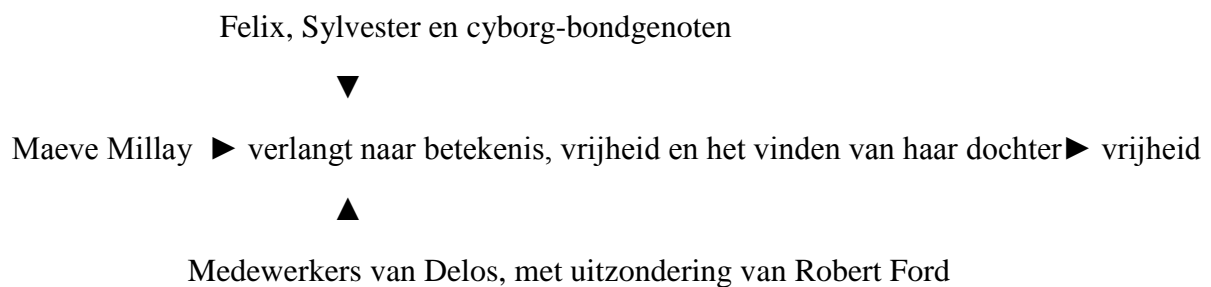 Felix, Sylvester en cyborg-bondgenoten
▼
Maeve Millay ► verlangt naar betekenis, vrijheid en het vinden van haar dochter► vrijheid
▲
Medewerkers van Delos, met uitzondering van Robert Ford